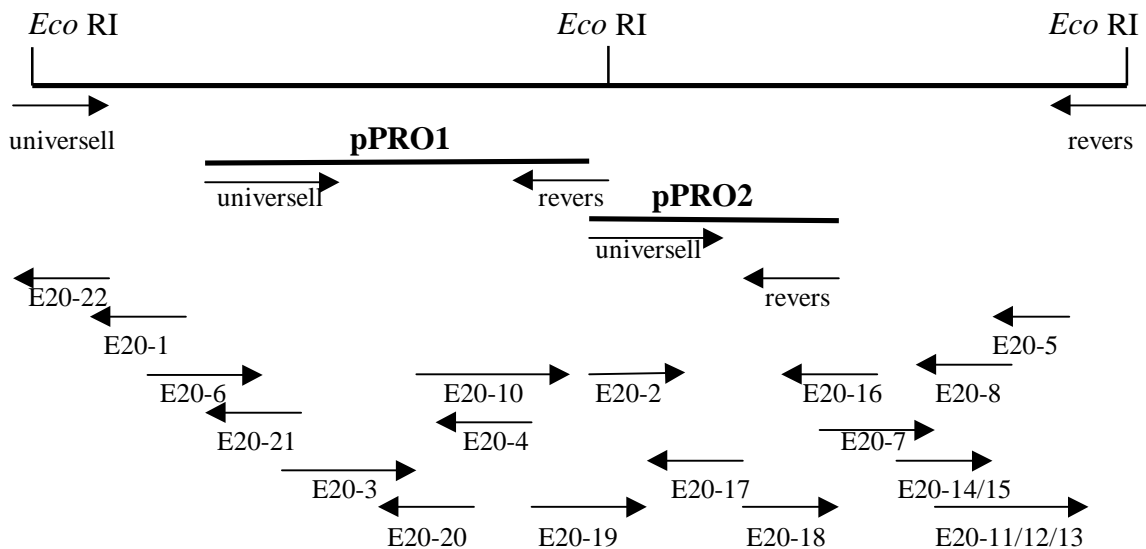 Eco RI Eco RI Eco RI
universell revers
pPRO1
universell revers
pPRO2
universell
E20-22 revers
E20-1 E20-5
E20-6 E20-10 E20-2 E20-16 E20-8
E20-21 E20-4 E20-7
E20-3 E20-17 E20-14/15
E20-20 E20-19 E20-18 E20-11/12/13